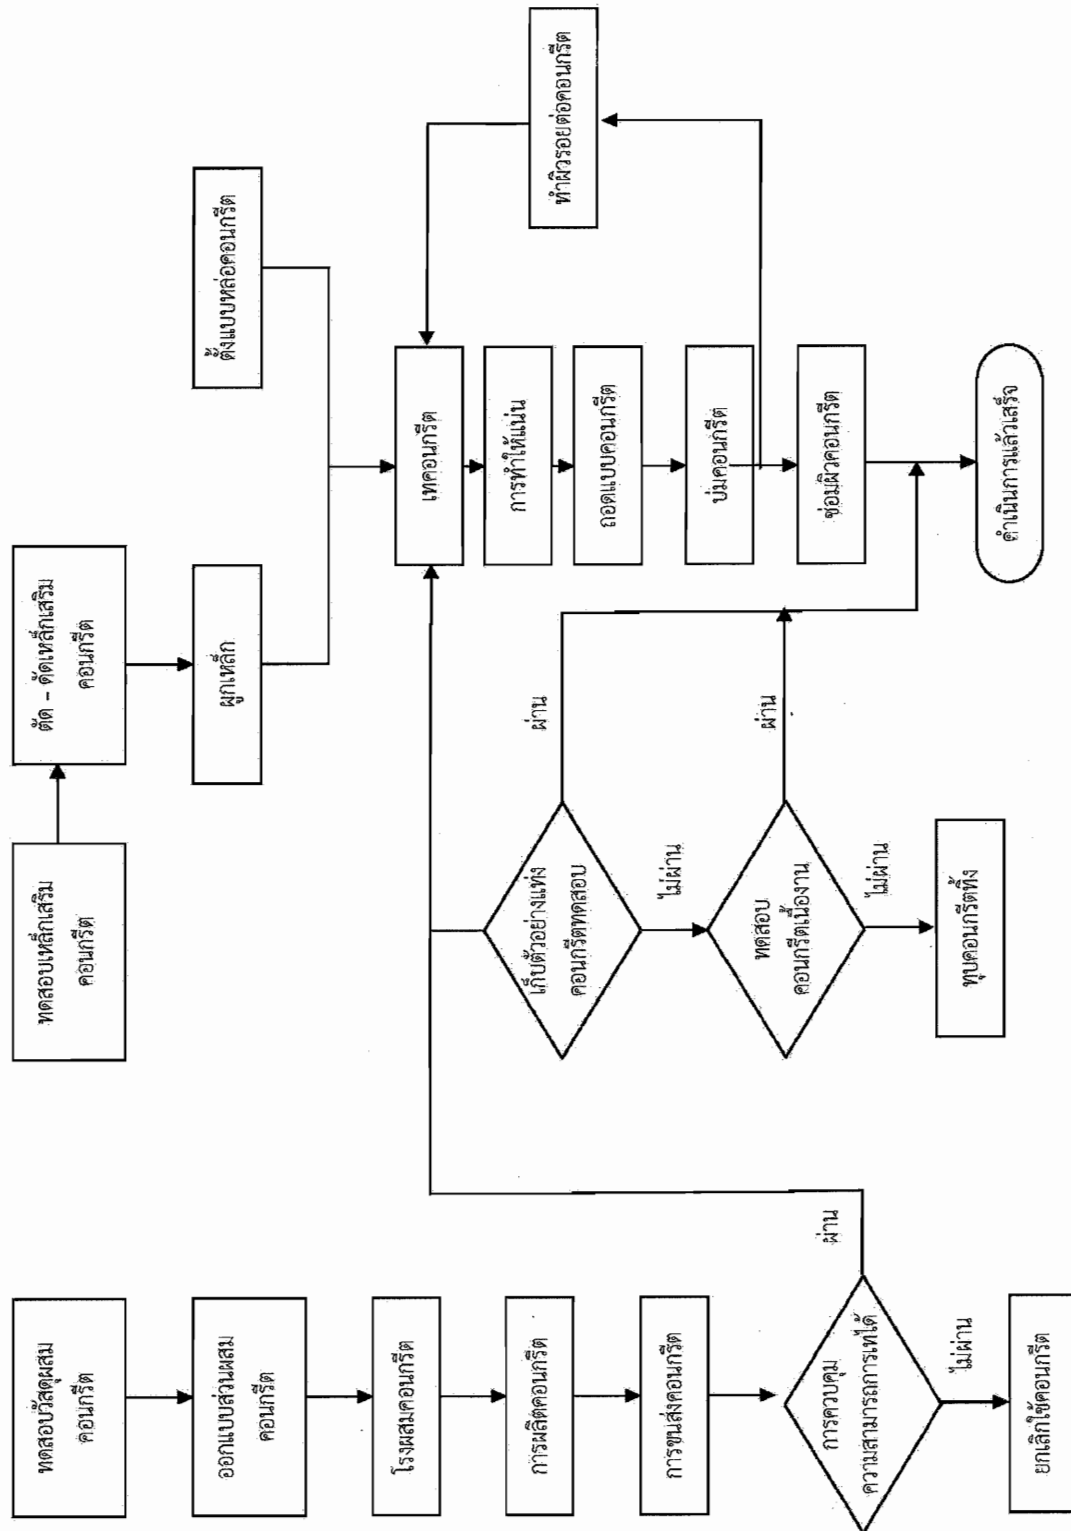 ทดสอบวัสดุผสม
คอนกรีต
ออกแบบส่วนผสม
คอนกรีต
โรงผสมคอนกรีต
การผลิตคอนกรีต
การขนส่งคอนกรีต
การควบคุม
ความสามารถการเทได้
ผ่าน
ไม่ผ่าน
ยกเลิกใช้คอนกรีต
ทดสอบเหล็กเสริม
คอนกรีต
ตัด - ดัดเหล็กเสริม
คอนกรีต
ผูกเหล็ก
ตั้งแบบหล่อคอนกรีต
เทคอนกรีต
การทำให้แน่น
ถอดแบบคอนกรีต
บ่มคอนกรีต
ซ่อมผิวคอนกรีต
ดำเนินการแล้วเสร็จ
ทำผิวรอยต่อคอนกรีต
เก็บตัวอย่างแท่ง
คอนกรีตทดสอบ
ผ่าน
ไม่ผ่าน
ทดสอบ
คอนกรีตเนื้องาน
ผ่าน
ไม่ผ่าน
ทุบคอนกรีตทิ้ง